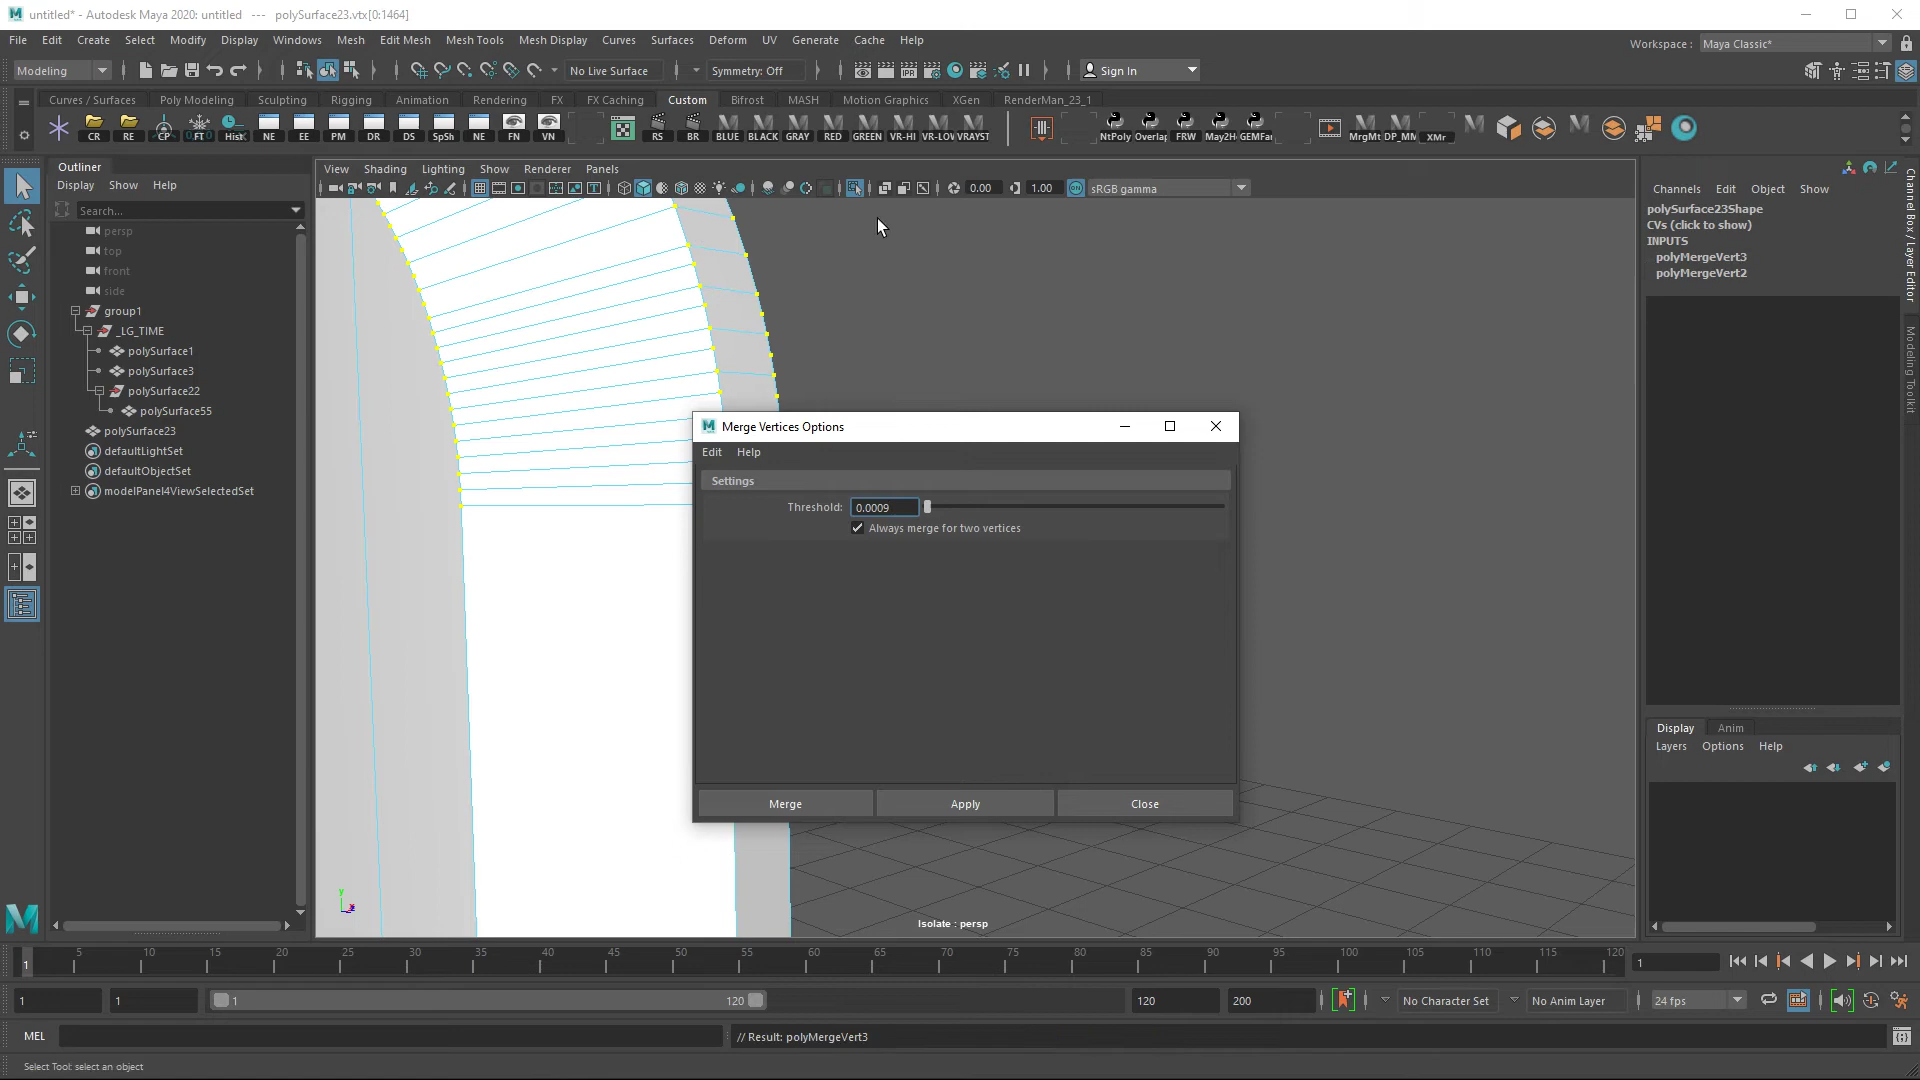 untitled* - Autodesk Maya 2020: untitled   ---   polySurface23.vtx[0:1464]
File Edit Create Select Modify Display Windows Mesh Edit Mesh Mesh Tools Mesh Display Curves Surfaces Deform UV Generate Cache Help
Workspace : Maya Classic*
Modeling
No Live Surface
Symmetry: Off
IPR
Sign In
Curves / Surfaces Poly Modeling Sculpting Rigging Animation Rendering FX FX Caching Custom Bifrost MASH Motion Graphics XGen RenderMan_23_1
CR RE CP FT Hist NE EE PM DR DS SpSh NE FN VN RS BR BLUE BLACK GRAY RED GREEN VR-HI VR-LOV VRAYST NtPoly Overlap FRW May2H GEMFar MrgMt DP_MN XMr
Outliner
Display Show Help
Search...
persp
top
front
side
group1
_LG_TIME
polySurface1
polySurface3
polySurface22
polySurface55
polySurface23
defaultLightSet
defaultObjectSet
modelPanel4ViewSelectedSet
View Shading Lighting Show Renderer Panels
0.00 1.00 sRGB gamma
Merge Vertices Options
Edit Help
Settings
Threshold: 0.0009
Always merge for two vertices
Merge Apply Close
y
Isolate : persp
Channels Edit Object Show
polySurface23Shape
CVs (click to show)
INPUTS
polyMergeVert3
polyMergeVert2
Channel Box / Layer Editor
Modeling Toolkit
Display Anim
Layers Options Help
1 5 10 15 20 25 30 35 40 45 50 55 60 65 70 75 80 85 90 95 100 105 110 115 120
1
1 1 1 120 120 200
No Character Set
No Anim Layer
24 fps
MEL
// Result: polyMergeVert3
Select Tool: select an object